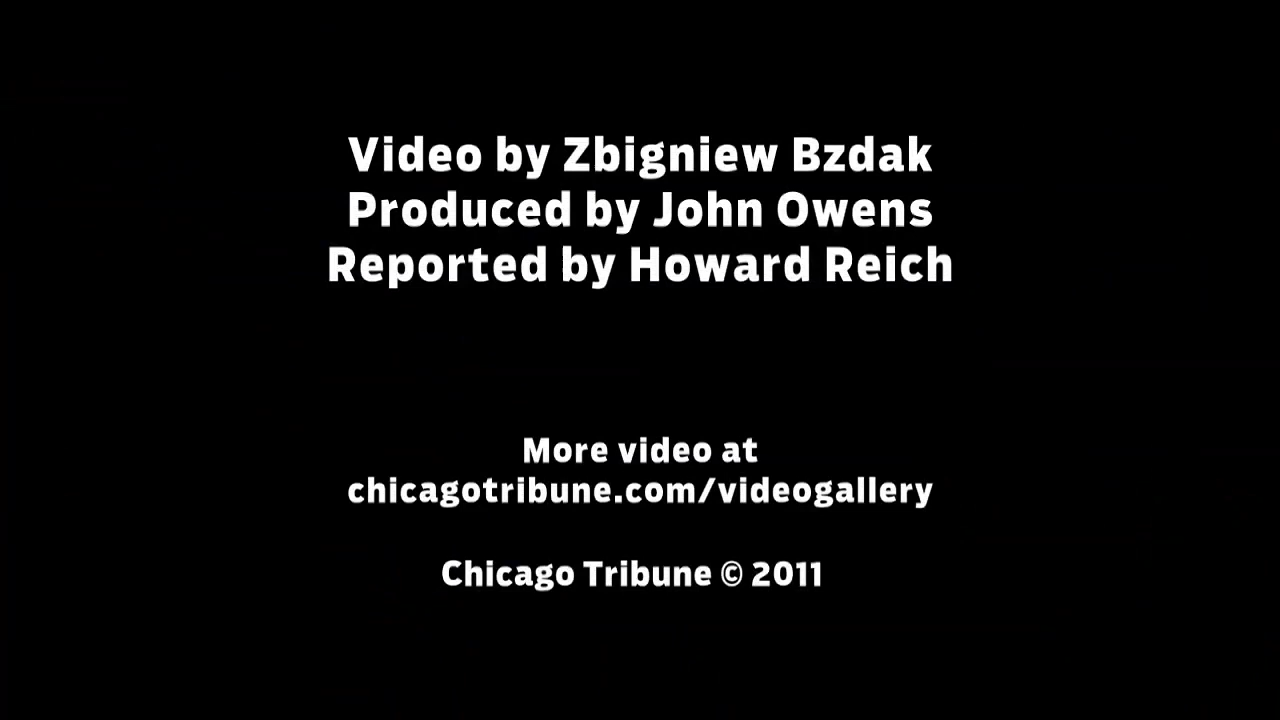 Video by Zbigniew Bzdak
Produced by John Owens
Reported by Howard Reich
More video at
chicagotribune.com/videogallery
Chicago Tribune © 2011